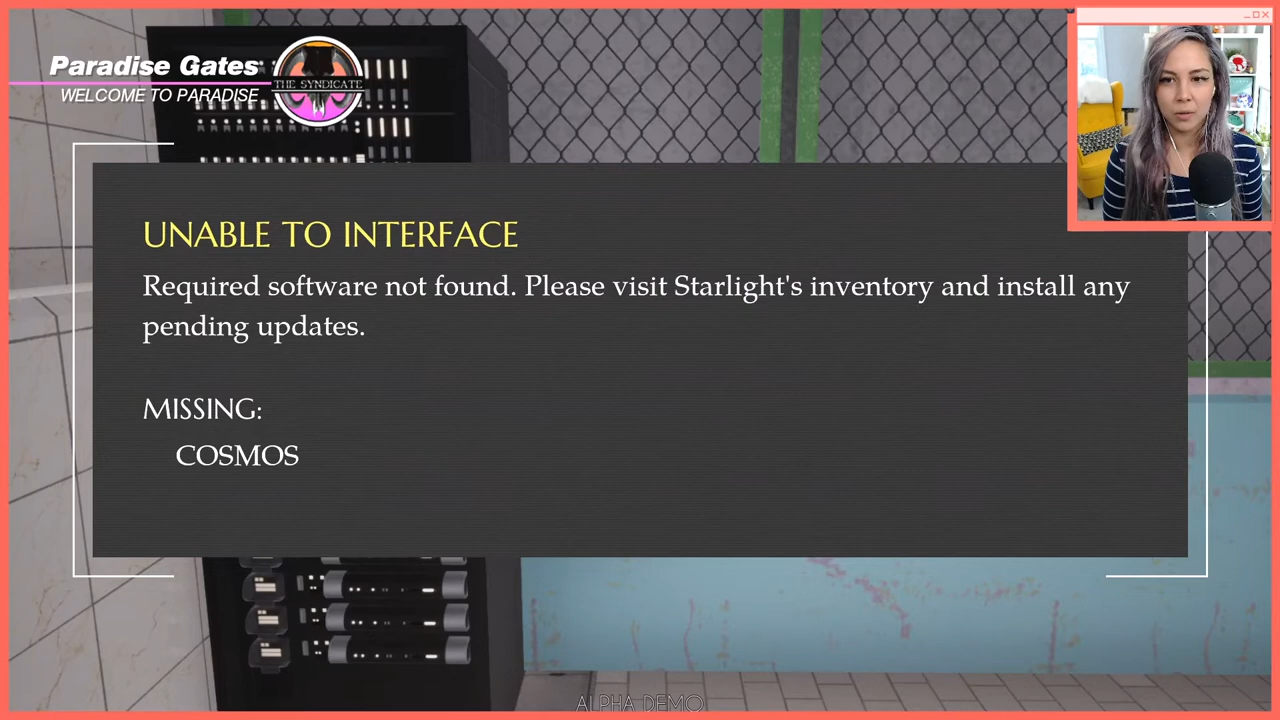 Paradise Gates
WELCOME TO PARADISE
THE SYNDICATE
UNABLE TO INTERFACE
Required software not found. Please visit Starlight's inventory and install any
pending updates.
MISSING:
COSMOS
ALPHA DEMO